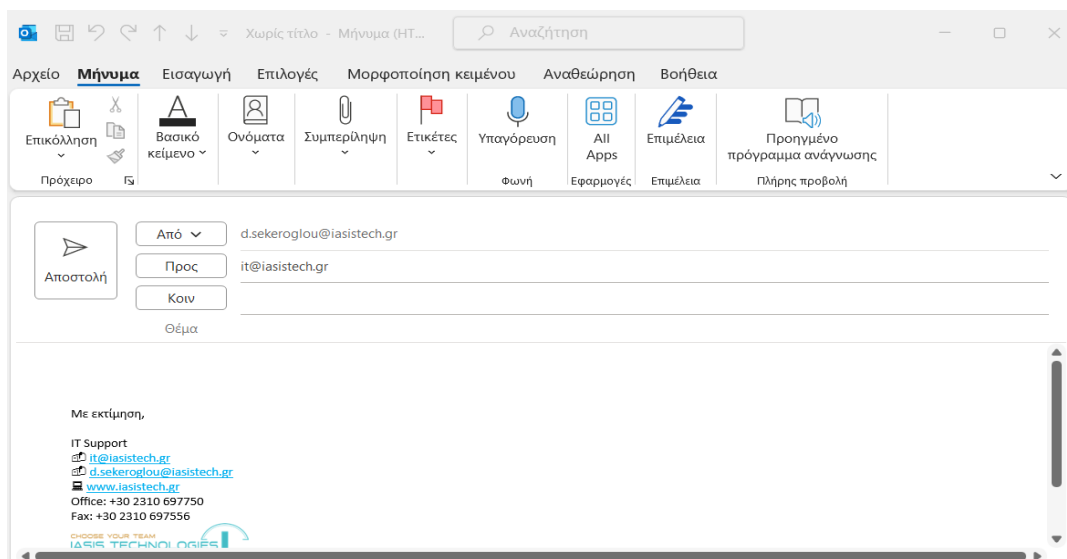 Χωρίς τίτλο - Μήνυμα (HT...
Αναζήτηση
Αρχείο Μήνυμα Εισαγωγή Επιλογές Μορφοποίηση κειμένου Αναθεώρηση Βοήθεια
Επικόλληση
Βασικό κείμενο
Ονόματα
Συμπερίληψη
Ετικέτες
Υπαγόρευση
All Apps
Επιμέλεια
Προηγμένο πρόγραμμα ανάγνωσης
Πρόχειρο
Φωνή
Εφαρμογές
Επιμέλεια
Πλήρης προβολή
Αποστολή
Από d.sekeroglou@iasistech.gr
Προς it@iasistech.gr
Κοιν
Θέμα
Με εκτίμηση,
IT Support
it@iasistech.gr
d.sekeroglou@iasistech.gr
www.iasistech.gr
Office: +30 2310 697750
Fax: +30 2310 697556
CHOOSE YOUR TEAM
IASIS TECHNOLOGIES